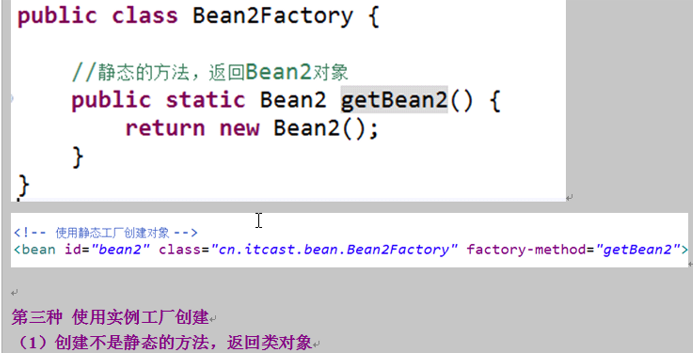 public class Bean2Factory {
//静态的方法，返回Bean2对象
public static Bean2 getBean2() {
return new Bean2();
}
}
<!-- 使用静态工厂创建对象 -->
<bean id="bean2" class="cn.itcast.bean.Bean2Factory" factory-method="getBean2">
第三种 使用实例工厂创建
（1）创建不是静态的方法，返回类对象